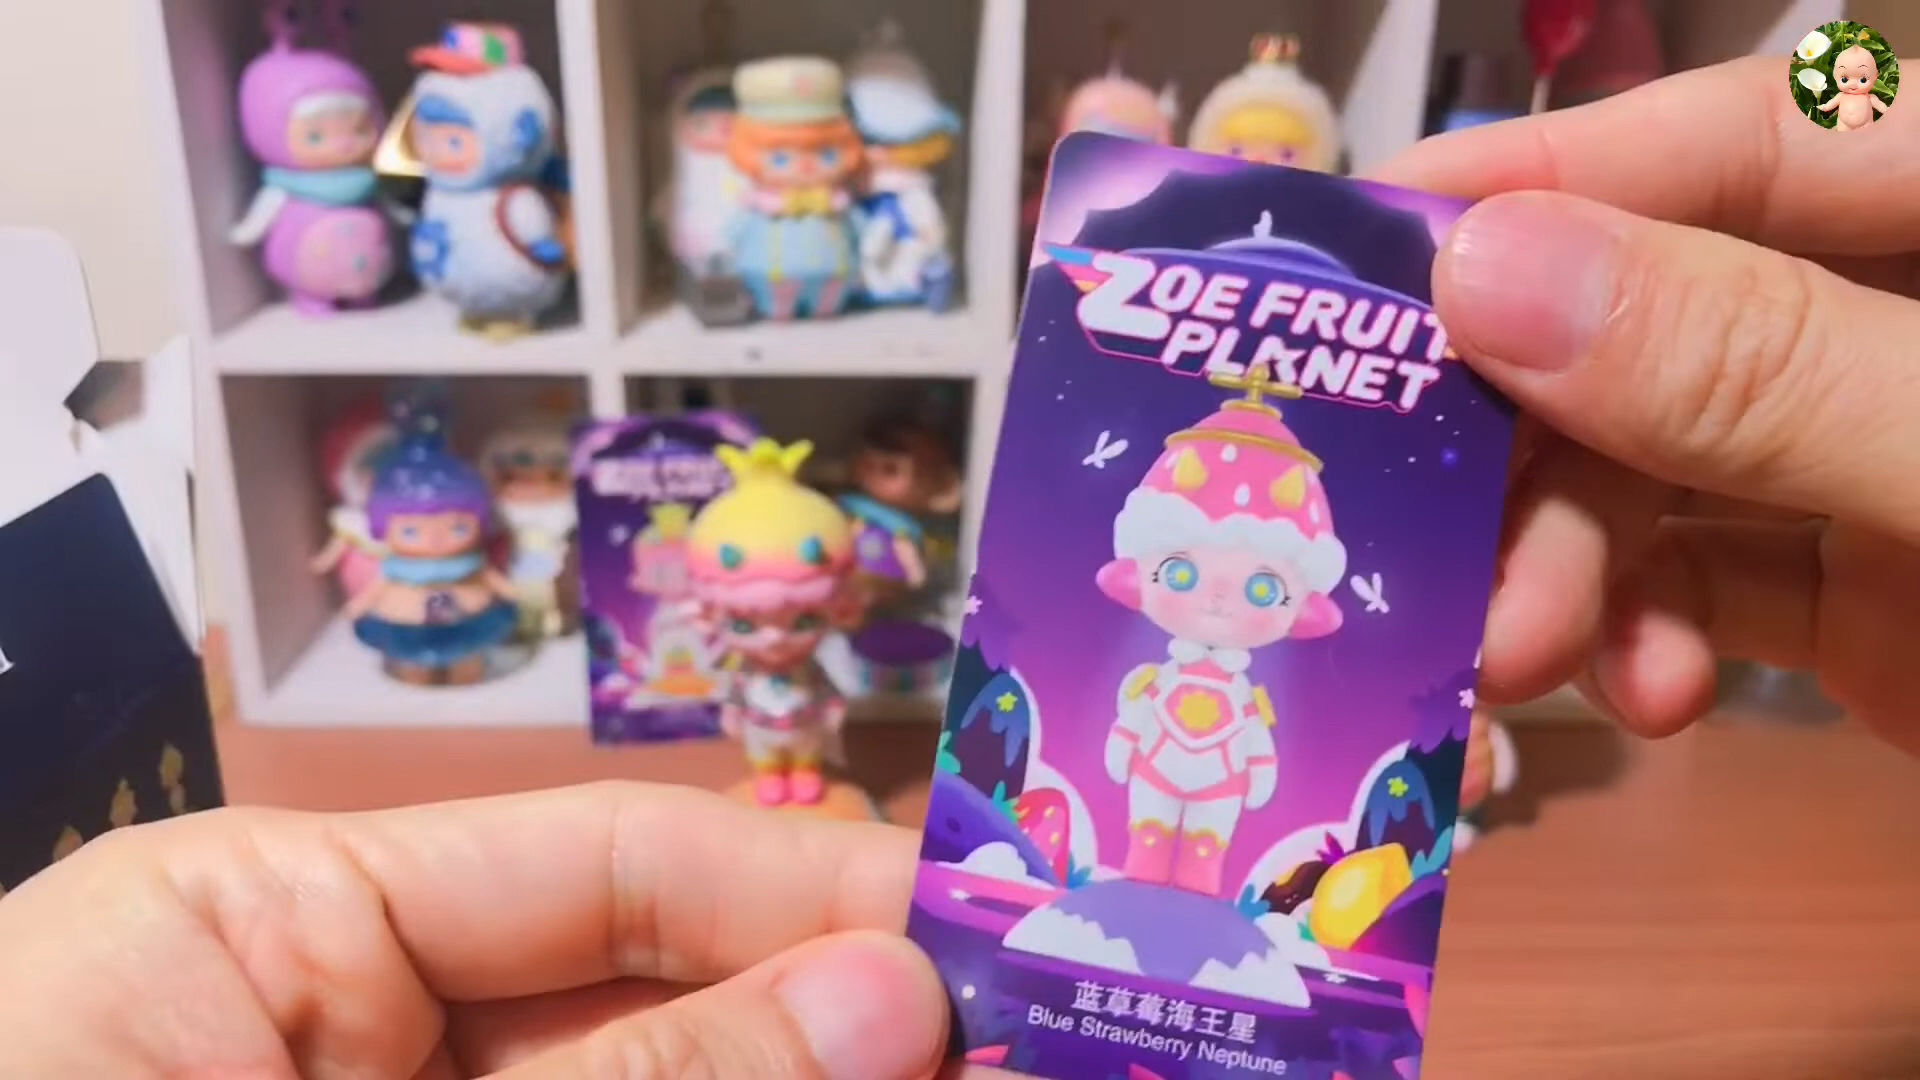 ZOE FRUIT
PLANET
蓝草莓海王星
Blue Strawberry Neptune